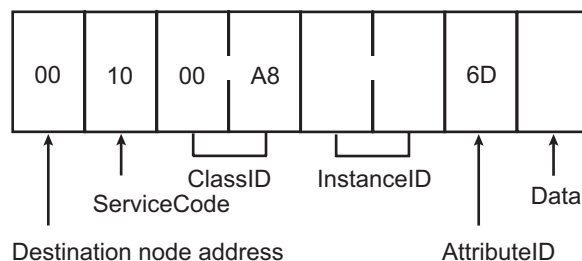 00 10 00 A8 6D
ClassID InstanceID
ServiceCode Data
Destination node address AttributeID